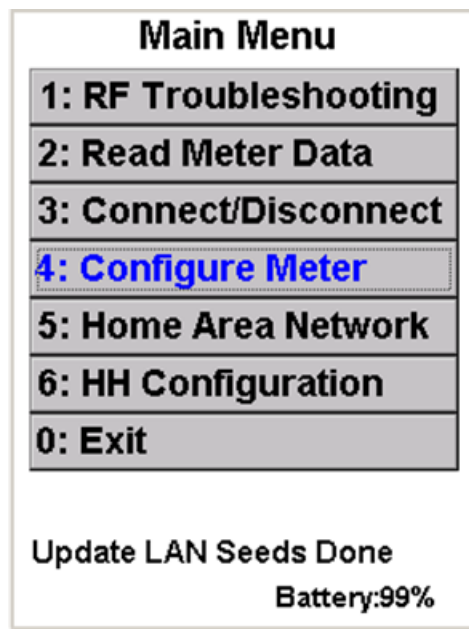 Main Menu
1: RF Troubleshooting
2: Read Meter Data
3: Connect/Disconnect
4: Configure Meter
5: Home Area Network
6: HH Configuration
0: Exit
Update LAN Seeds Done
Battery:99%